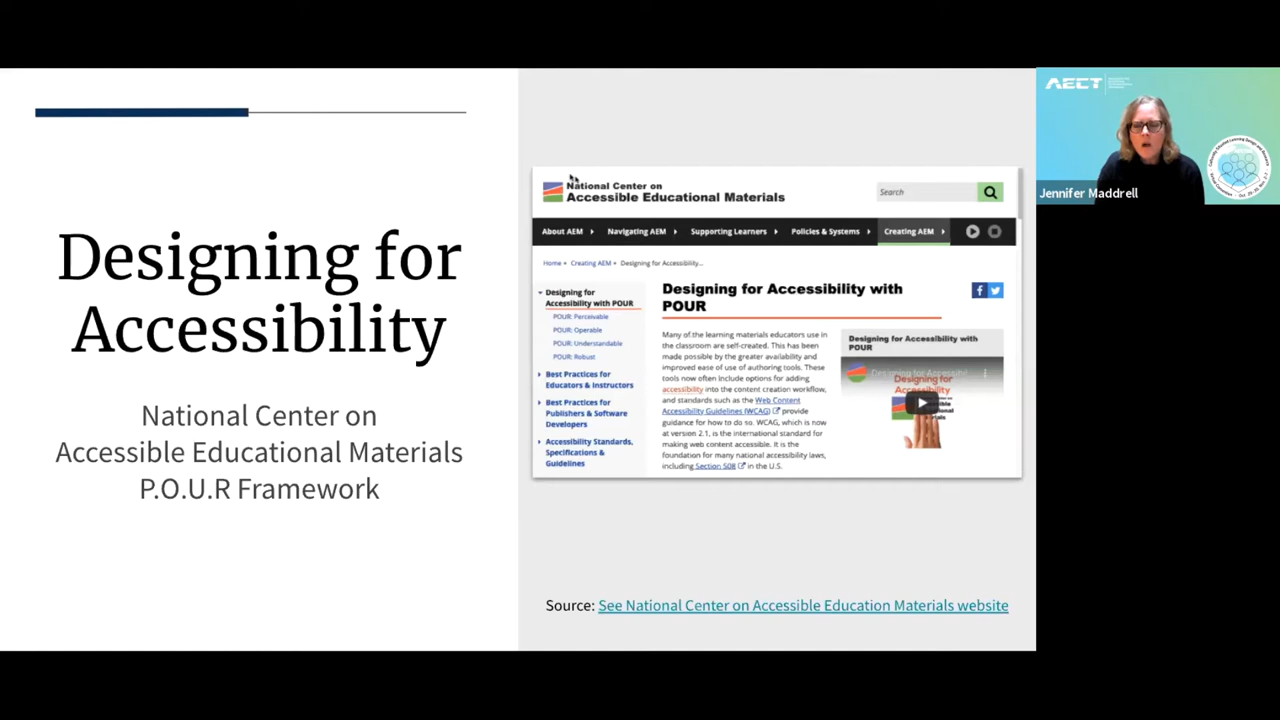 Designing for
Accessibility
National Center on
Accessible Educational Materials
P.O.U.R Framework
National Center on
Accessible Educational Materials
Search
About AEM
Navigating AEM
Supporting Learners
Policies & Systems
Creating AEM
Home
Creating AEM
Designing for Accessibility...
Designing for
Accessibility with POUR
POUR: Perceivable
POUR: Operable
POUR: Understandable
POUR: Robust
Best Practices for
Educators & Instructors
Best Practices for
Publishers & Software
Developers
Accessibility Standards,
Specifications &
Guidelines
Designing for Accessibility with
POUR
Many of the learning materials educators use in
the classroom are self-created. This has been
made possible by the greater availability and
improved ease of use of authoring tools. These
tools now often include options for adding
accessibility into the content creation workflow,
and standards such as the Web Content
Accessibility Guidelines (WCAG) provide
guidance for how to do so. WCAG, which is now
at version 2.1, is the international standard for
making web content accessible. It is the
foundation for many national accessibility laws,
including Section 508 in the U.S.
Designing for Accessibility with
POUR
Designing for Accessibil
Designing for
Accessibility
Source: See National Center on Accessible Education Materials website
AECT
Jennifer Maddrell